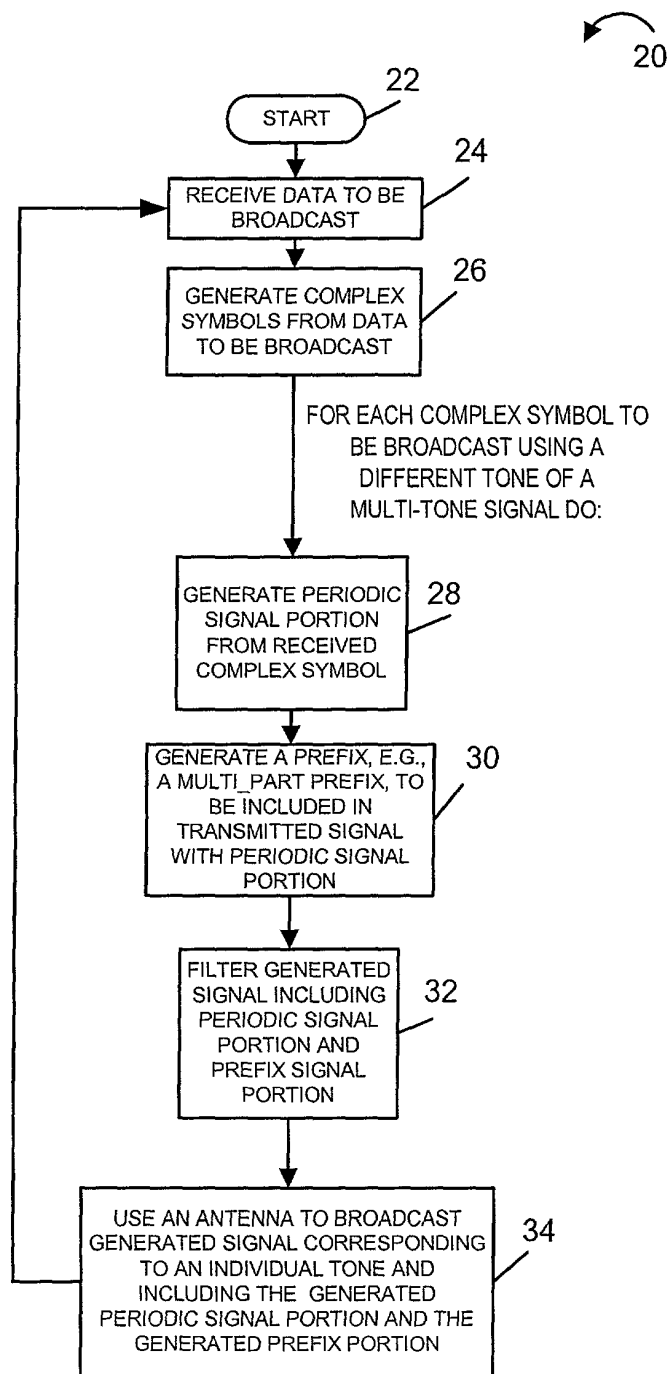 20
22
START
24
RECEIVE DATA TO BE
BROADCAST
26
GENERATE COMPLEX
SYMBOLS FROM DATA
TO BE BROADCAST
FOR EACH COMPLEX SYMBOL TO
BE BROADCAST USING A
DIFFERENT TONE OF A
MULTI-TONE SIGNAL DO:
28
GENERATE PERIODIC
SIGNAL PORTION
FROM RECEIVED
COMPLEX SYMBOL
30
GENERATE A PREFIX, E.G.,
A MULTI_PART PREFIX, TO
BE INCLUDED IN
TRANSMITTED SIGNAL
WITH PERIODIC SIGNAL
PORTION
32
FILTER GENERATED
SIGNAL INCLUDING
PERIODIC SIGNAL
PORTION AND
PREFIX SIGNAL
PORTION
34
USE AN ANTENNA TO BROADCAST
GENERATED SIGNAL CORRESPONDING
TO AN INDIVIDUAL TONE AND
INCLUDING THE GENERATED
PERIODIC SIGNAL PORTION AND THE
GENERATED PREFIX PORTION